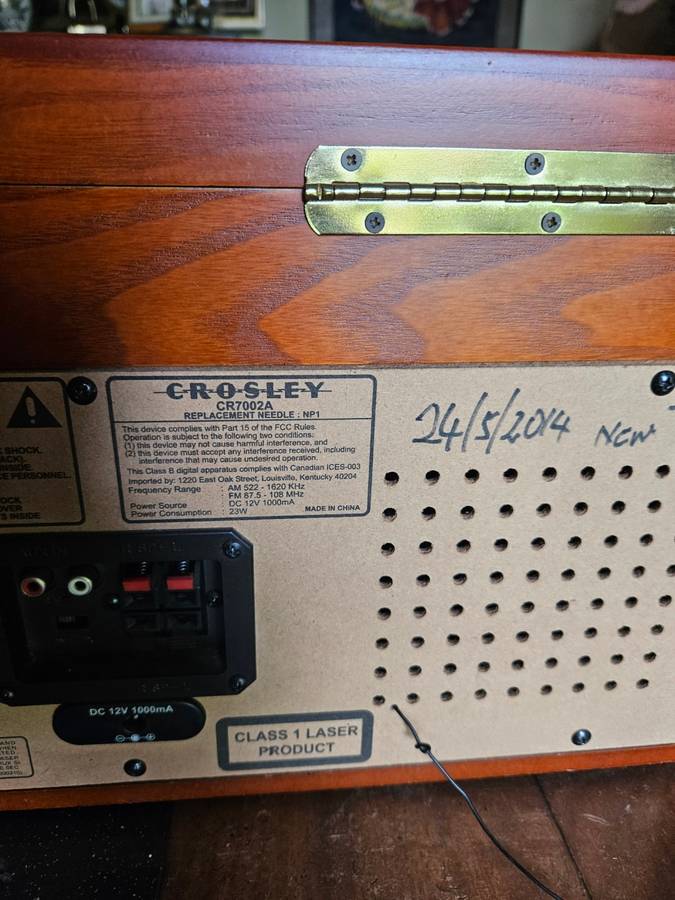 CROSLEY
CR7002A
REPLACEMENT NEEDLE : NP1
This device complies with Part 15 of the FCC Rules.
Operation is subject to the following two conditions:
(1) this device may not cause harmful interference, and
(2) this device must accept any interference received, including
interference that may cause undesired operation.
This Class B digital apparatus complies with Canadian ICES-003
Imported by: 1220 East Oak Street, Louisville, Kentucky 40204
Frequency Range : AM 522 - 1620 KHz
FM 87.5 - 108 MHz
Power Source : DC 12V 1000mA
Power Consumption : 23W
MADE IN CHINA
24/5/2014 NEW
SHOCK.
BACK).
INSIDE.
E PERSONNEL.
OCK
OVER
TS INSIDE
DC 12V 1000mA
CLASS 1 LASER
PRODUCT
AND
WHEN